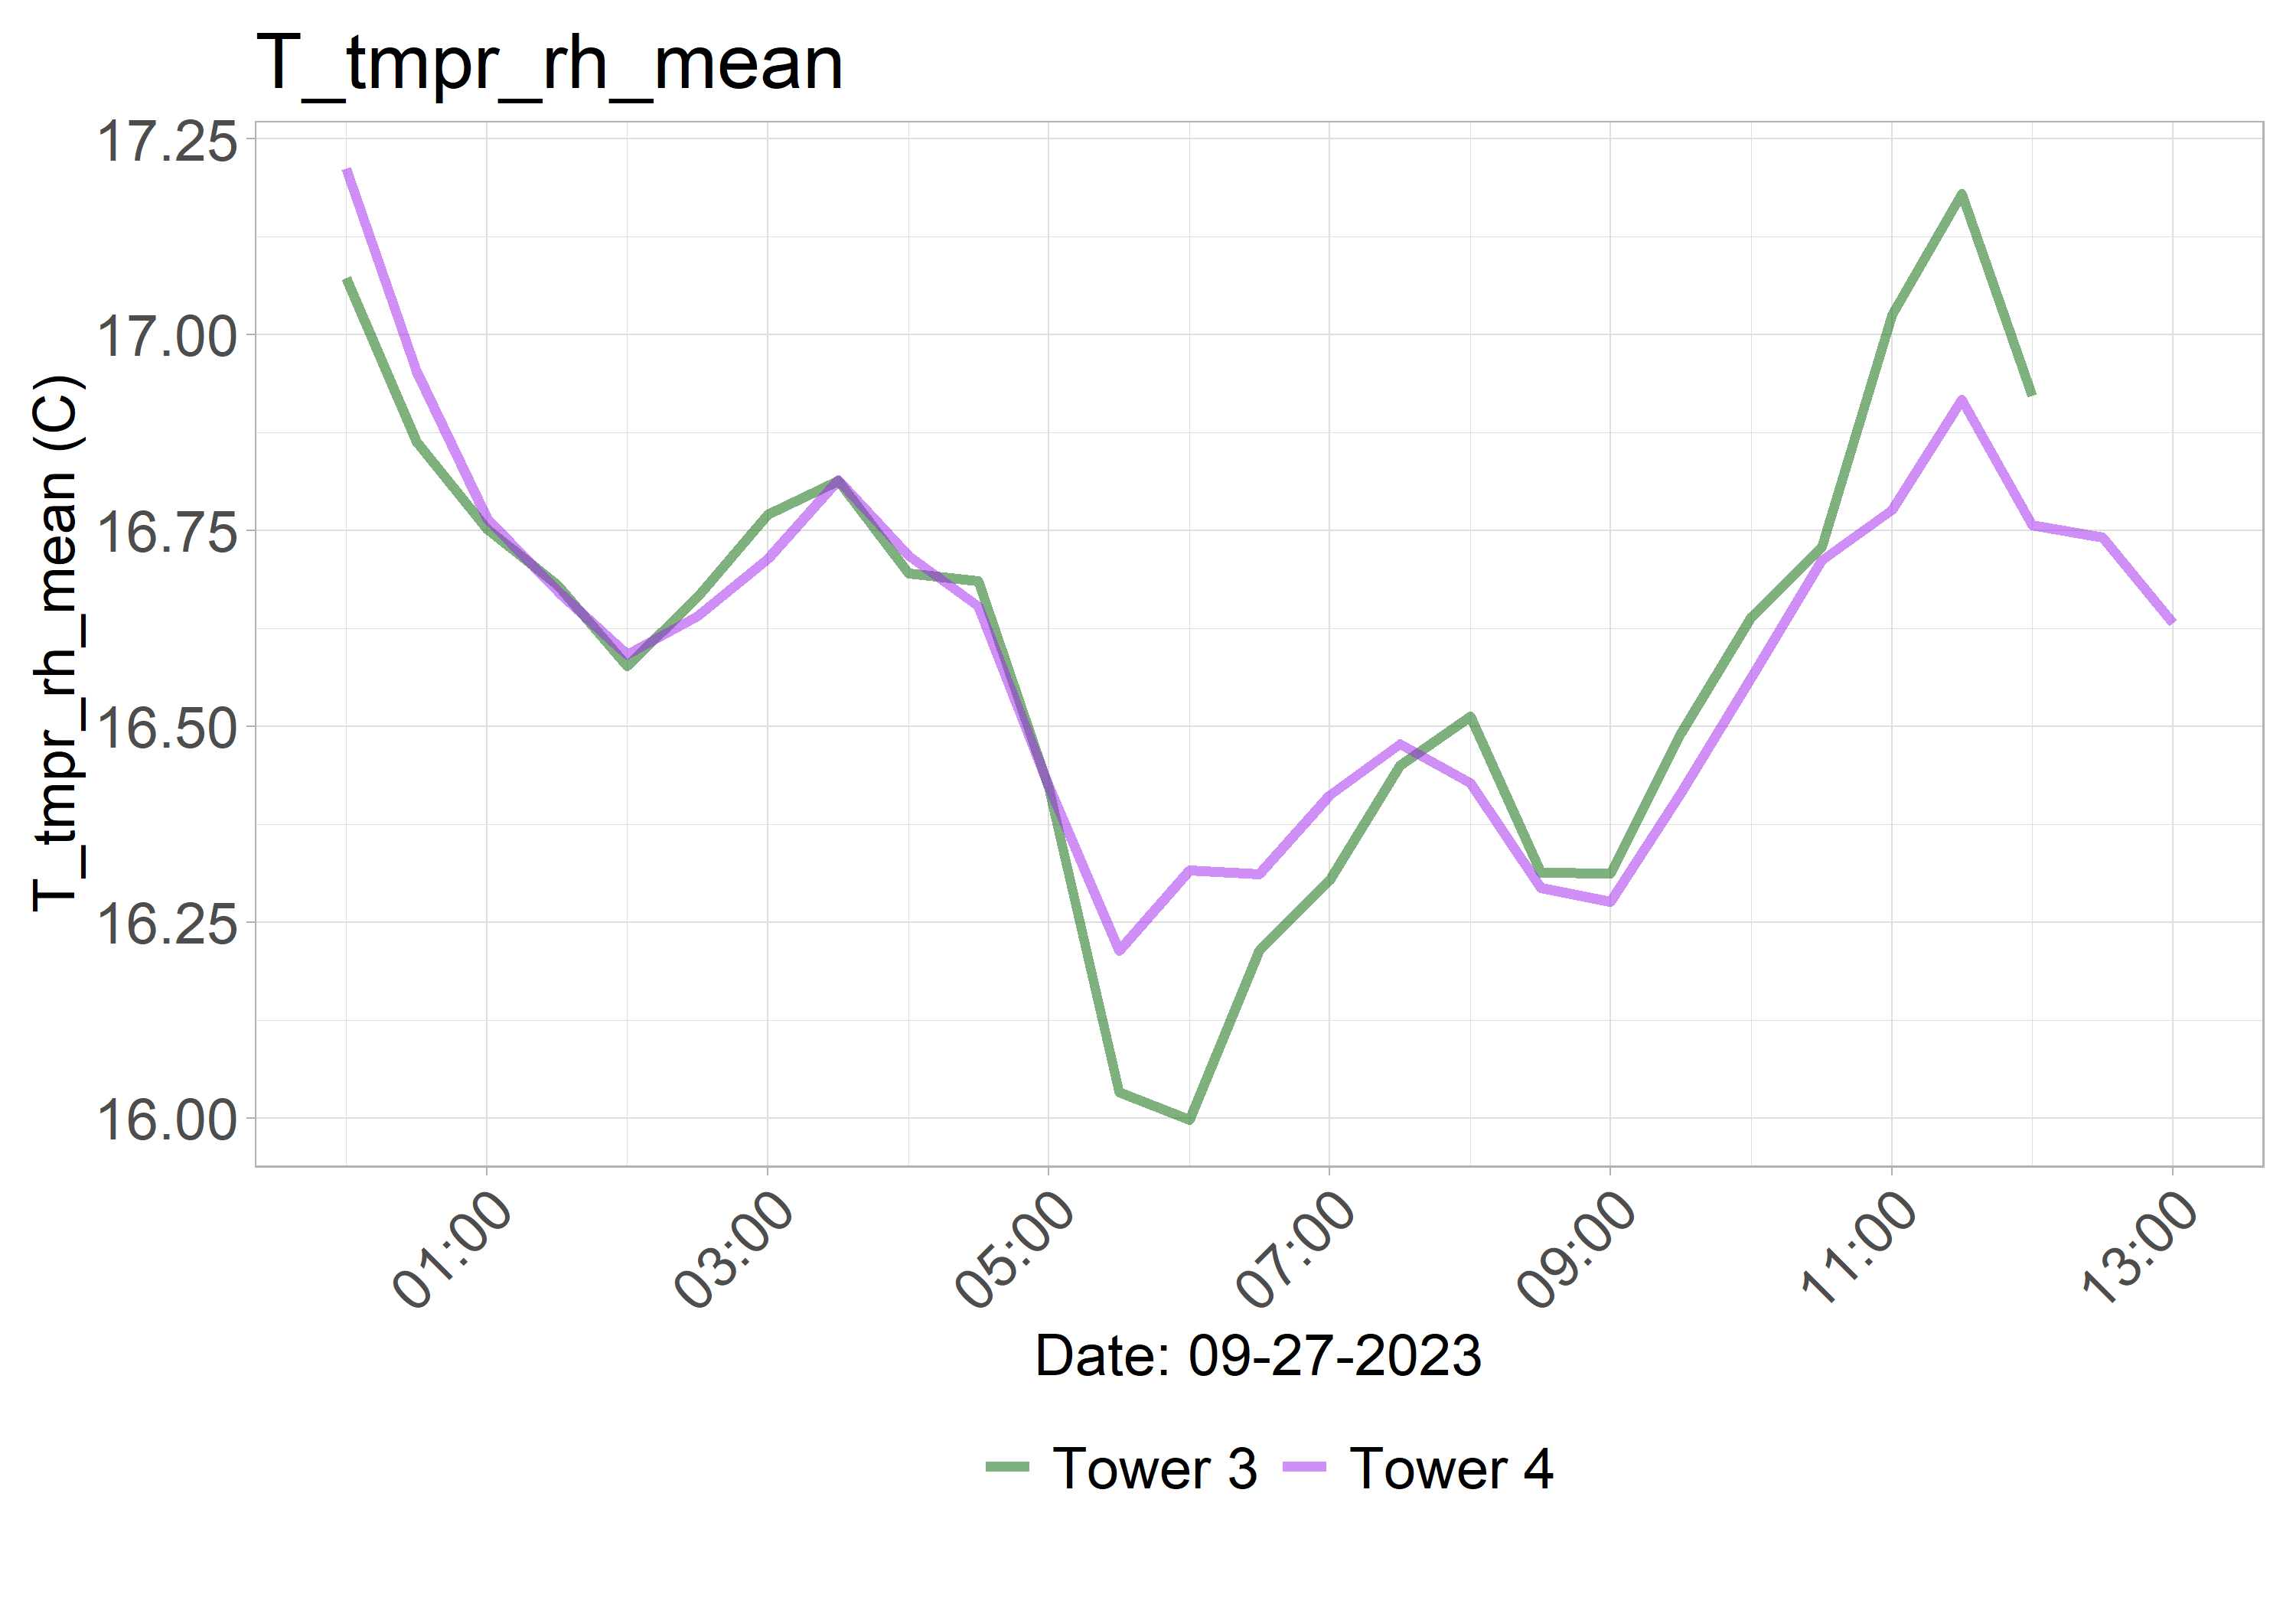 T_tmpr_rh_mean
T_tmpr_rh_mean (C)
17.25
17.00
16.75
16.50
16.25
16.00
01:00
03:00
05:00
07:00
09:00
11:00
13:00
Date: 09-27-2023
Tower 3
Tower 4